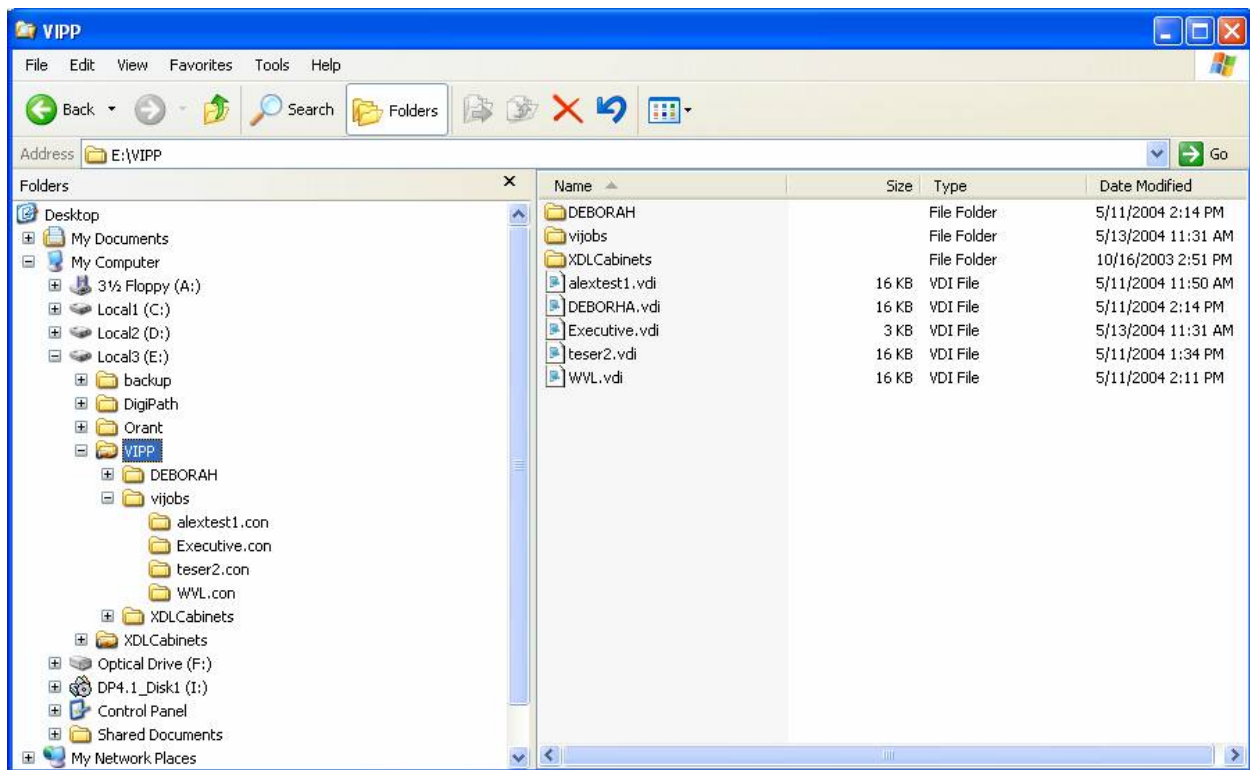 VIPP
File Edit View Favorites Tools Help
Back Search Folders
Address E:\VIPP Go
Folders
Desktop
My Documents
My Computer
3½ Floppy (A:)
Local1 (C:)
Local2 (D:)
Local3 (E:)
backup
DigiPath
Orant
VIPP
DEBORAH
vijobs
alextest1.con
Executive.con
teser2.con
WVL.con
XDLCabinets
XDLCabinets
Optical Drive (F:)
DP4.1_Disk1 (I:)
Control Panel
Shared Documents
My Network Places
Name Size Type Date Modified
DEBORAH File Folder 5/11/2004 2:14 PM
vijobs File Folder 5/13/2004 11:31 AM
XDLCabinets File Folder 10/16/2003 2:51 PM
alextest1.vdi 16 KB VDI File 5/11/2004 11:50 AM
DEBORHA.vdi 16 KB VDI File 5/11/2004 2:14 PM
Executive.vdi 3 KB VDI File 5/13/2004 11:31 AM
teser2.vdi 16 KB VDI File 5/11/2004 1:34 PM
WVL.vdi 16 KB VDI File 5/11/2004 2:11 PM